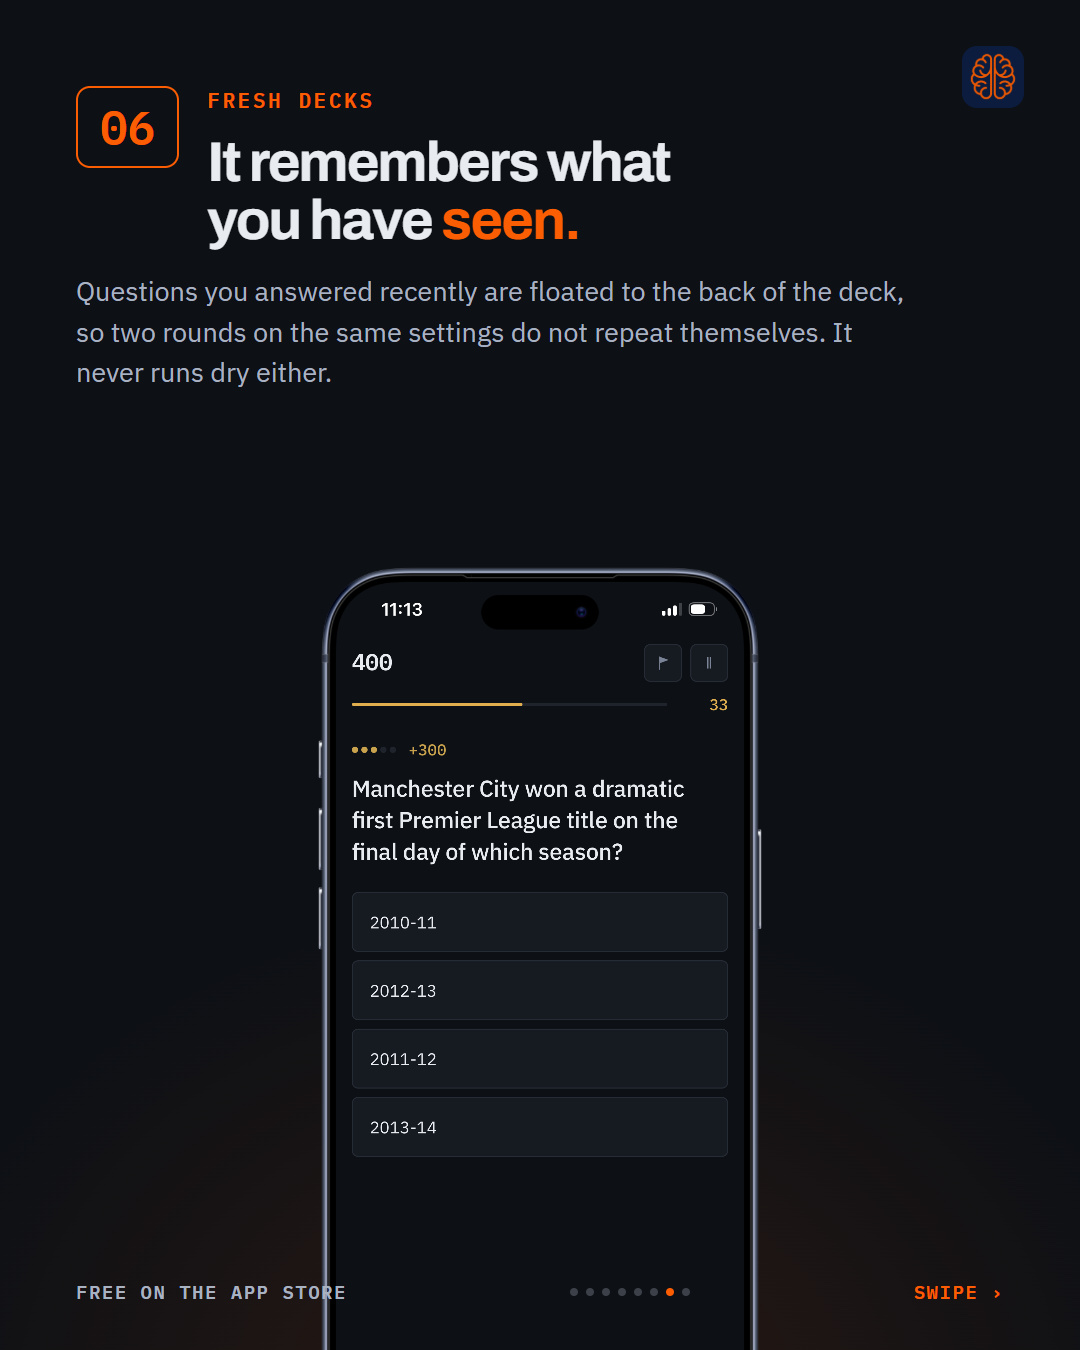 06
FRESH DECKS
It remembers what
you have seen.
Questions you answered recently are floated to the back of the deck,
so two rounds on the same settings do not repeat themselves. It
never runs dry either.
11:13
400
33
+300
Manchester City won a dramatic
first Premier League title on the
final day of which season?
2010-11
2012-13
2011-12
2013-14
FREE ON THE APP STORE
SWIPE ›